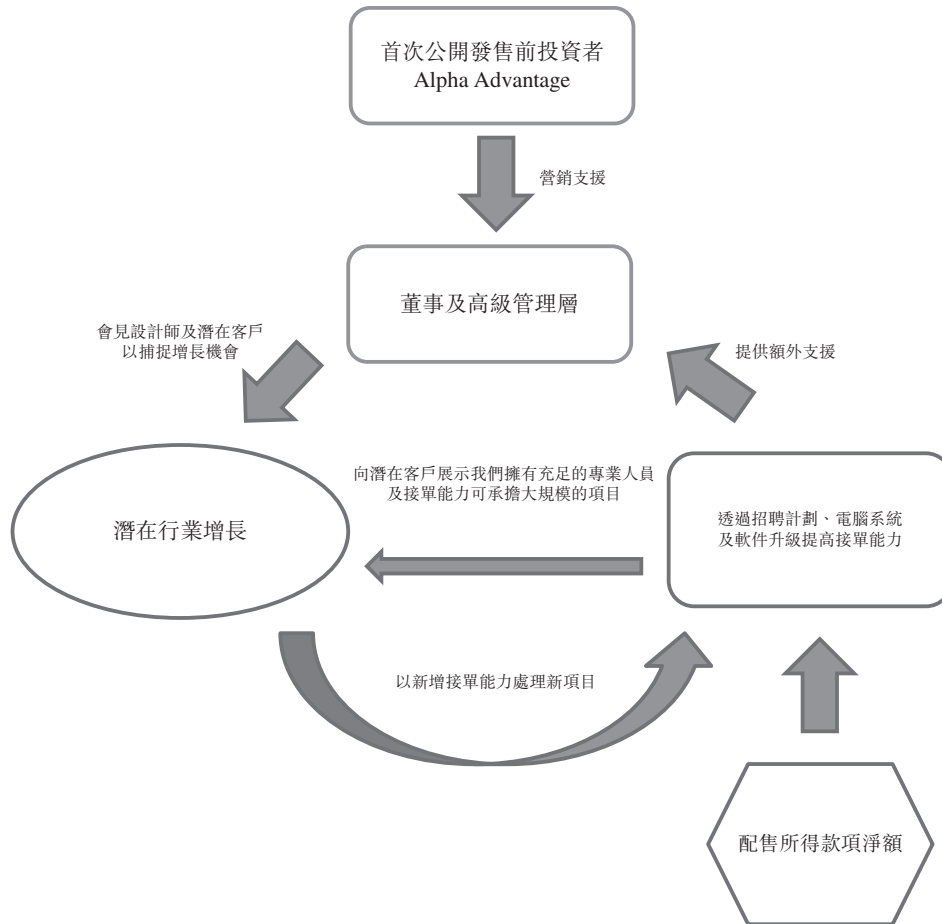 首次公開發售前投資者
Alpha Advantage
營銷支援
董事及高級管理層
會見設計師及潛在客戶
以捕捉增長機會
提供額外支援
向潛在客戶展示我們擁有充足的專業人員
及接單能力可承擔大規模的項目
潛在行業增長
透過招聘計劃、電腦系統
及軟件升級提高接單能力
以新增接單能力處理新項目
配售所得款項淨額